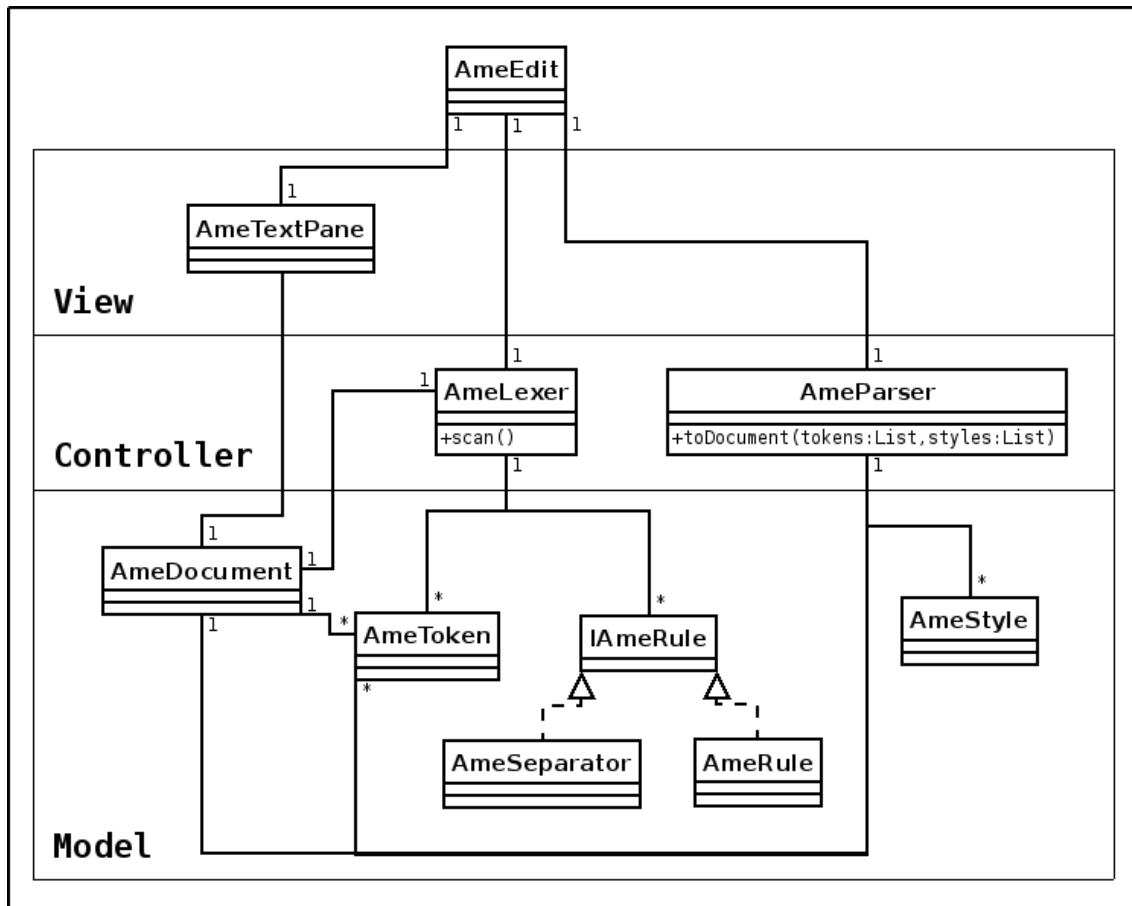 AmeEdit
1
1
1
1
AmeTextPane
View
1
1
1
AmeLexer
AmeParser
+scan()
+toDocument(tokens:List,styles:List)
Controller
1
1
1
1
AmeDocument
1
*
*
*
1
*
AmeToken
IAmeRule
AmeStyle
1
*
AmeSeparator
AmeRule
Model